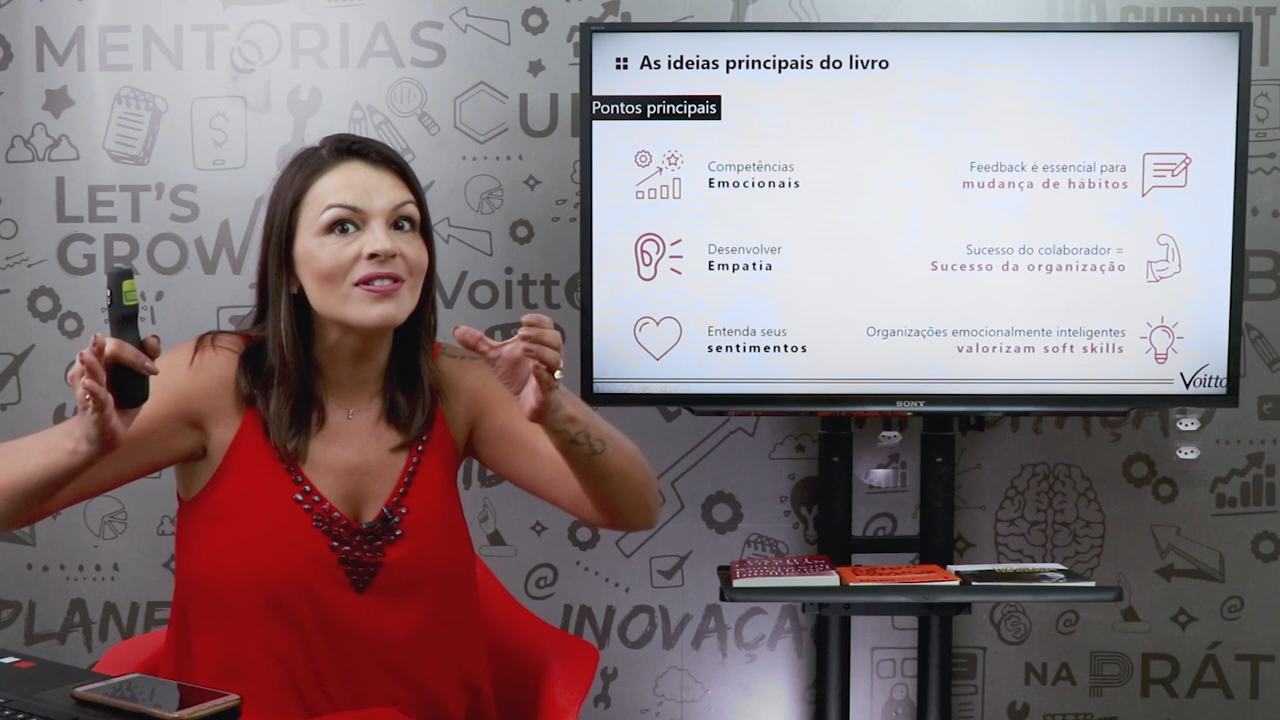 MENTORIAS
LET'S
GROW
Voitto
INOVAÇÃ
NA PRÁT
As ideias principais do livro
Pontos principais
Competências
Emocionais
Desenvolver
Empatia
Entenda seus
sentimentos
Feedback é essencial para
mudança de hábitos
Sucesso do colaborador =
Sucesso da organização
Organizações emocionalmente inteligentes
valorizam soft skills
Voitto
SONY